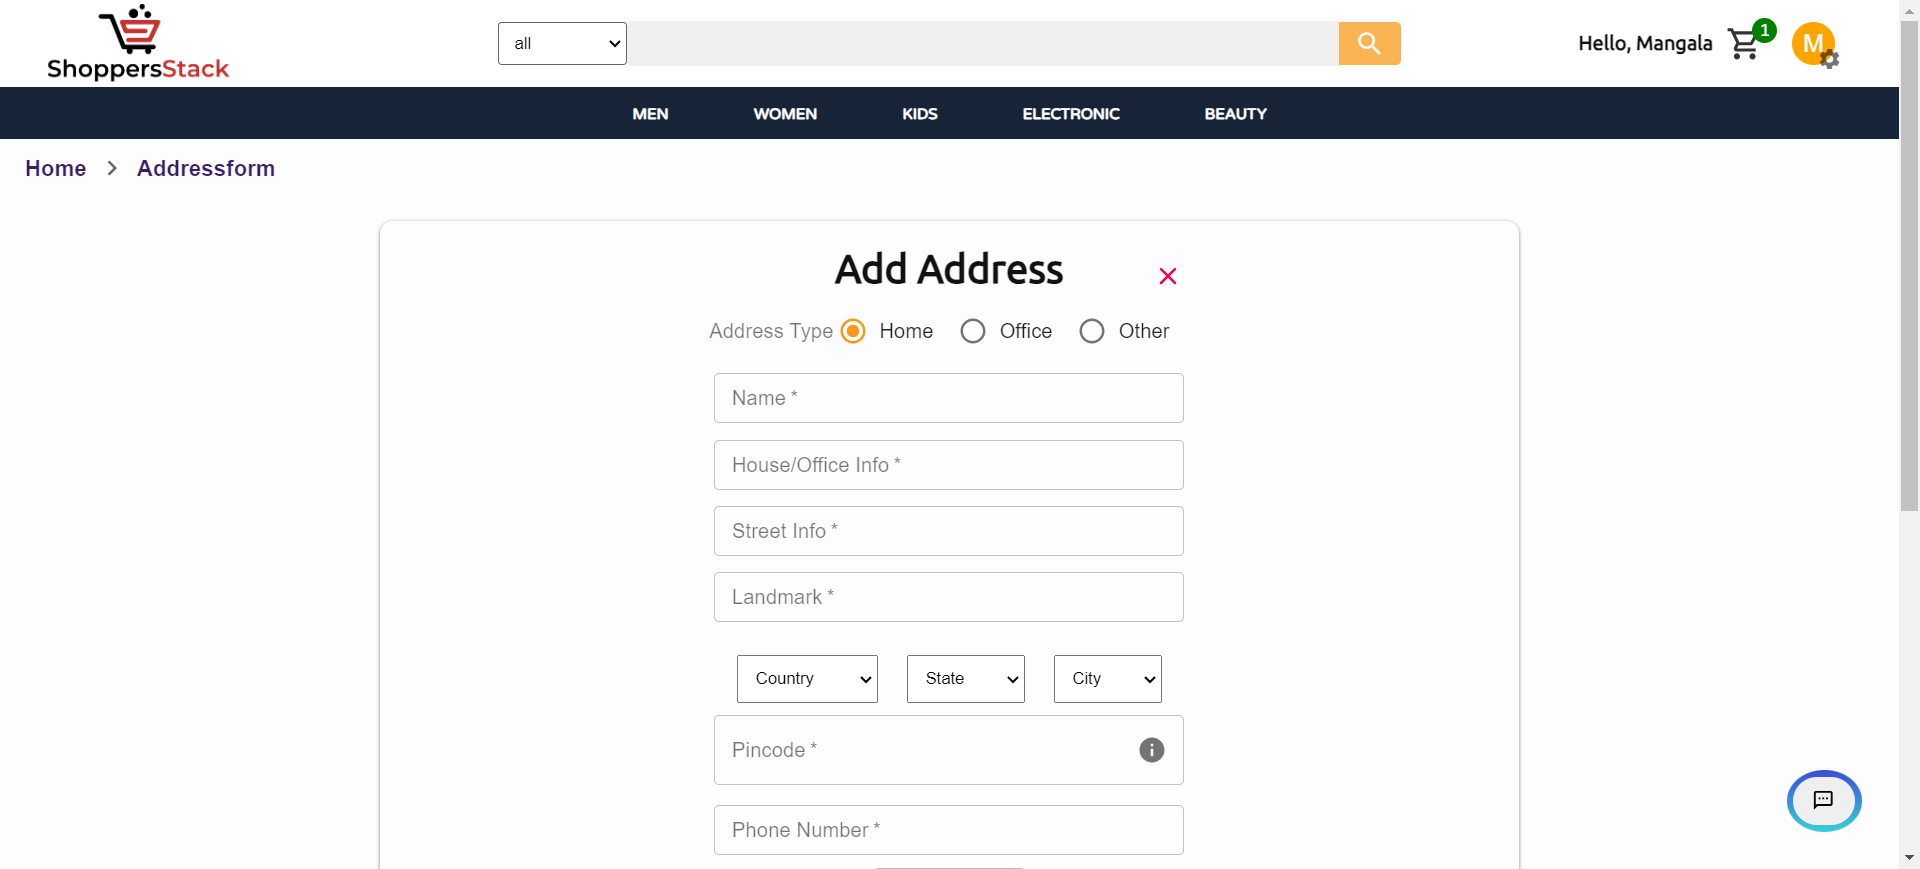 ShoppersStack
all
Hello, Mangala
1
M
MEN WOMEN KIDS ELECTRONIC BEAUTY
Home > Addressform
Add Address
Address Type Home Office Other
Name *
House/Office Info *
Street Info *
Landmark *
Country State City
Pincode *
Phone Number *